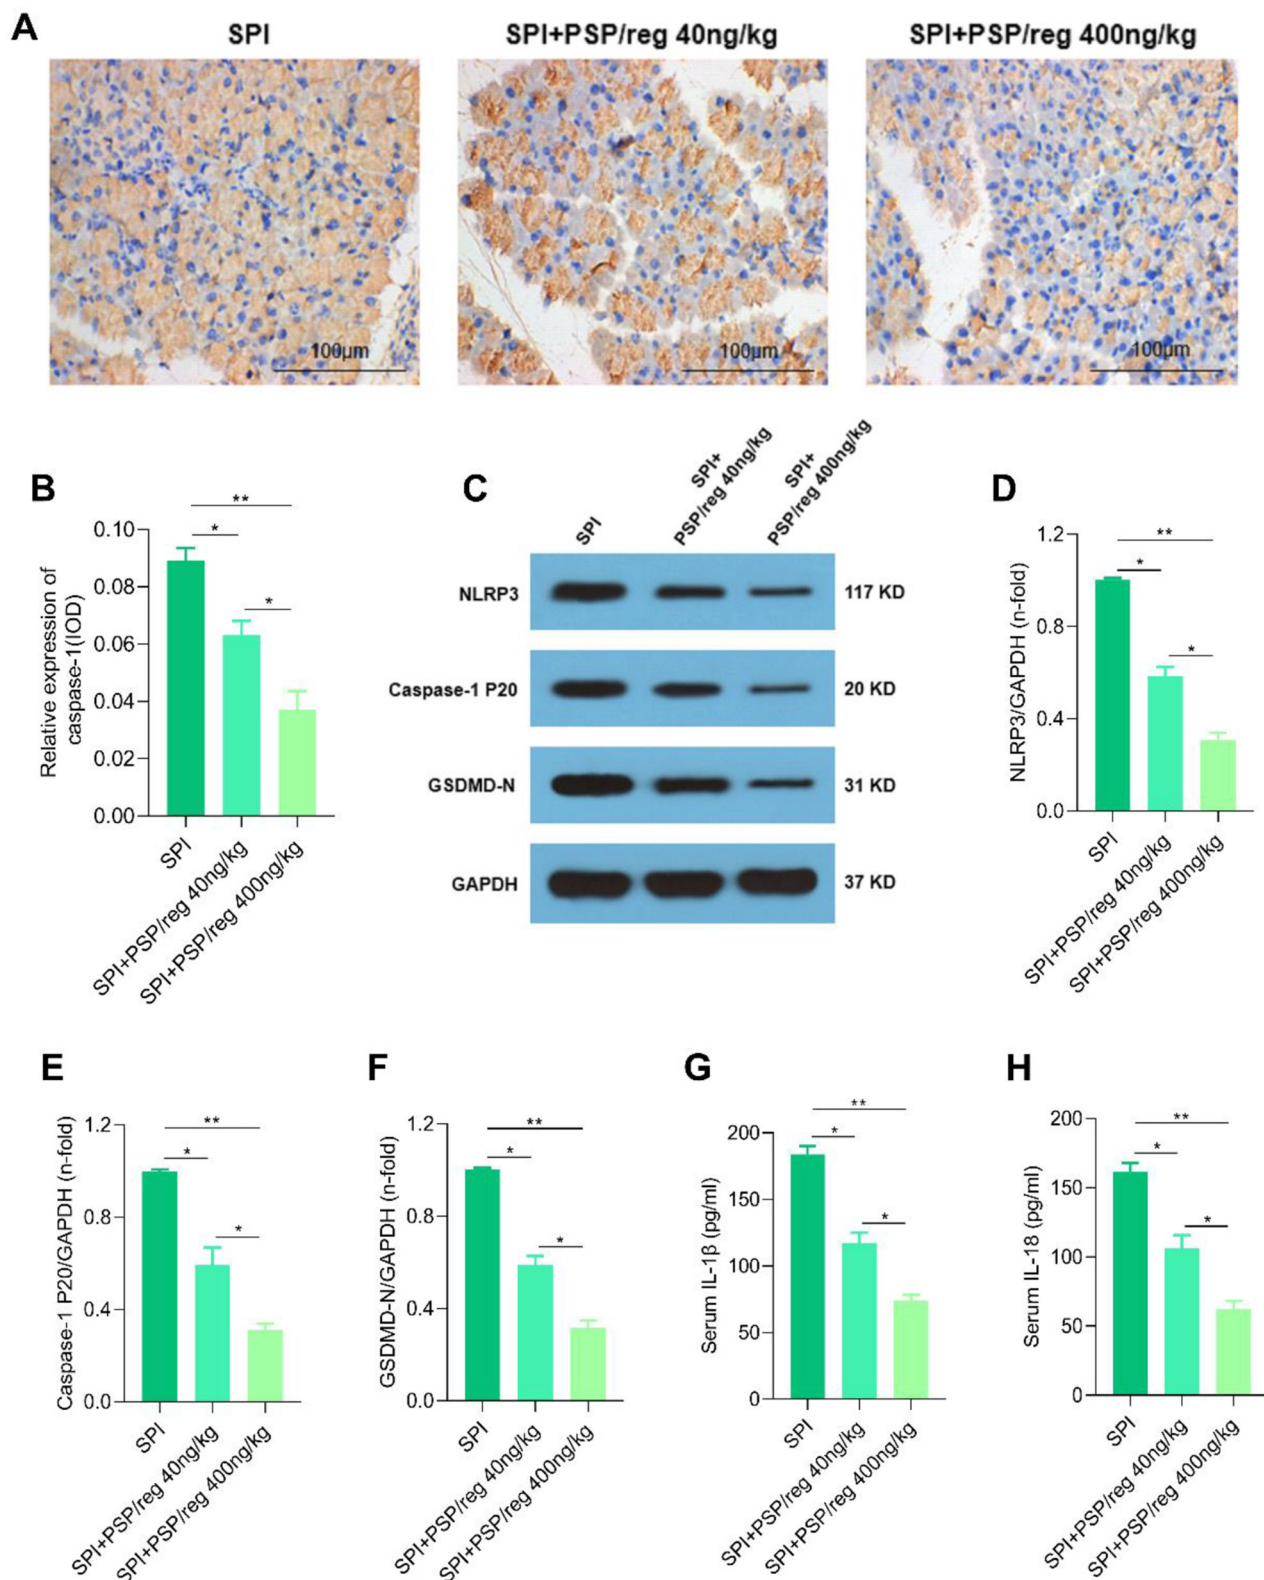 A
SPI
SPI+PSP/reg 40ng/kg
SPI+PSP/reg 400ng/kg
100μm
100μm
100μm
B
Relative expression of
caspase-1(IOD)
0.10
0.08
0.06
0.04
0.02
0.00
**
*
*
SPI
SPI+PSP/reg 40ng/kg
SPI+PSP/reg 400ng/kg
C
SPI
SPI+
PSP/reg 40ng/kg
SPI+
PSP/reg 400ng/kg
NLRP3
117 KD
Caspase-1 P20
20 KD
GSDMD-N
31 KD
GAPDH
37 KD
D
NLRP3/GAPDH (n-fold)
1.2
0.8
0.4
0.0
**
*
*
SPI
SPI+PSP/reg 40ng/kg
SPI+PSP/reg 400ng/kg
E
Caspase-1 P20/GAPDH (n-fold)
1.2
0.8
0.4
0.0
**
*
*
SPI
SPI+PSP/reg 40ng/kg
SPI+PSP/reg 400ng/kg
F
GSDMD-N/GAPDH (n-fold)
1.2
0.8
0.4
0.0
**
*
*
SPI
SPI+PSP/reg 40ng/kg
SPI+PSP/reg 400ng/kg
G
Serum IL-1β (pg/ml)
200
150
100
50
0
**
*
*
SPI
SPI+PSP/reg 40ng/kg
SPI+PSP/reg 400ng/kg
H
Serum IL-18 (pg/ml)
200
150
100
50
0
**
*
*
SPI
SPI+PSP/reg 40ng/kg
SPI+PSP/reg 400ng/kg